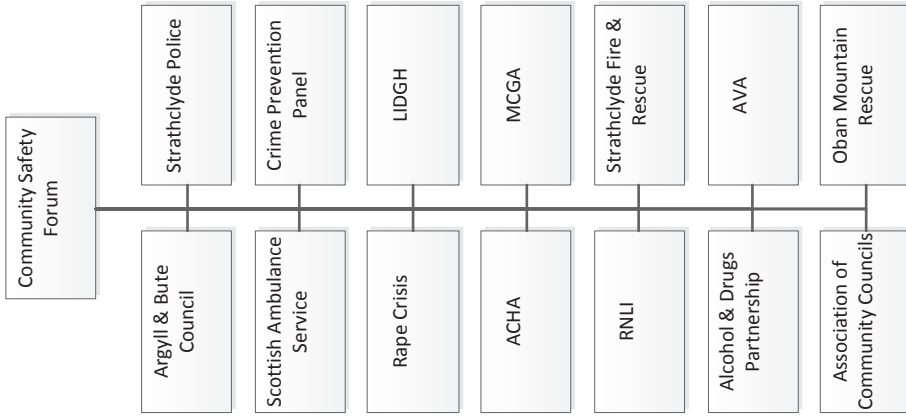 Community Safety
Forum
Argyll & Bute
Council
Strathclyde Police
Scottish Ambulance
Service
Crime Prevention
Panel
Rape Crisis
LIDGH
ACHA
MCGA
RNLI
Strathclyde Fire &
Rescue
Alcohol & Drugs
Partnership
AVA
Association of
Community Councils
Oban Mountain
Rescue